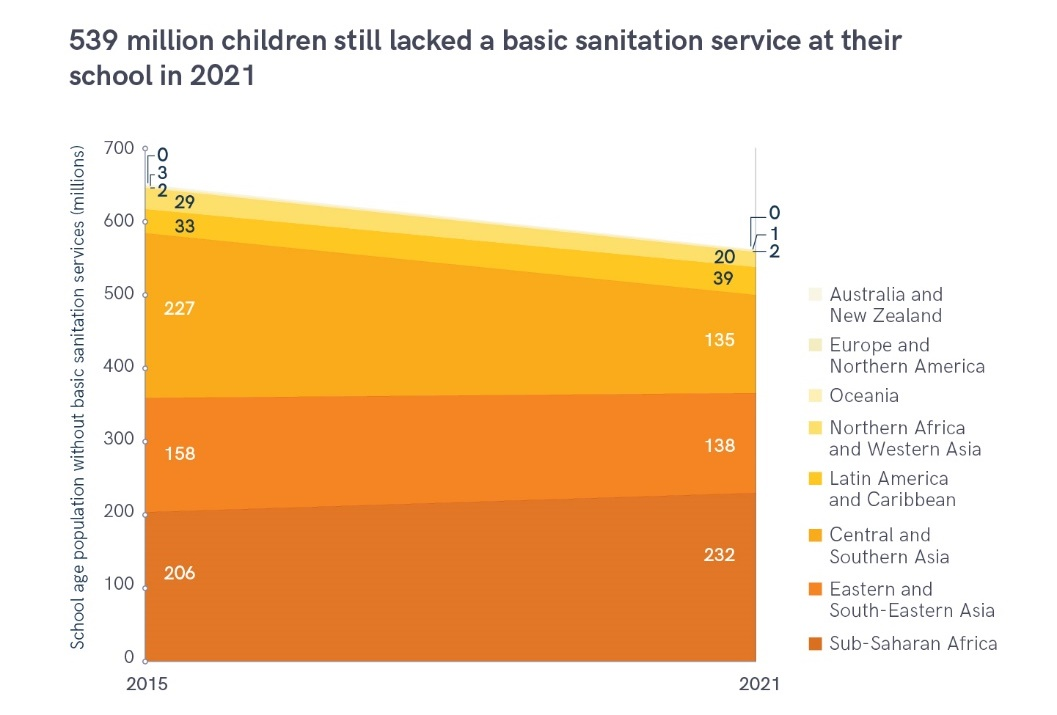 539 million children still lacked a basic sanitation service at their
school in 2021
School age population without basic sanitation services (millions)
700
600
500
400
300
200
100
0
0
3
2
29
33
227
158
206
0
1
2
20
39
135
138
232
2015
2021
Australia and
New Zealand
Europe and
Northern America
Oceania
Northern Africa
and Western Asia
Latin America
and Caribbean
Central and
Southern Asia
Eastern and
South-Eastern Asia
Sub-Saharan Africa